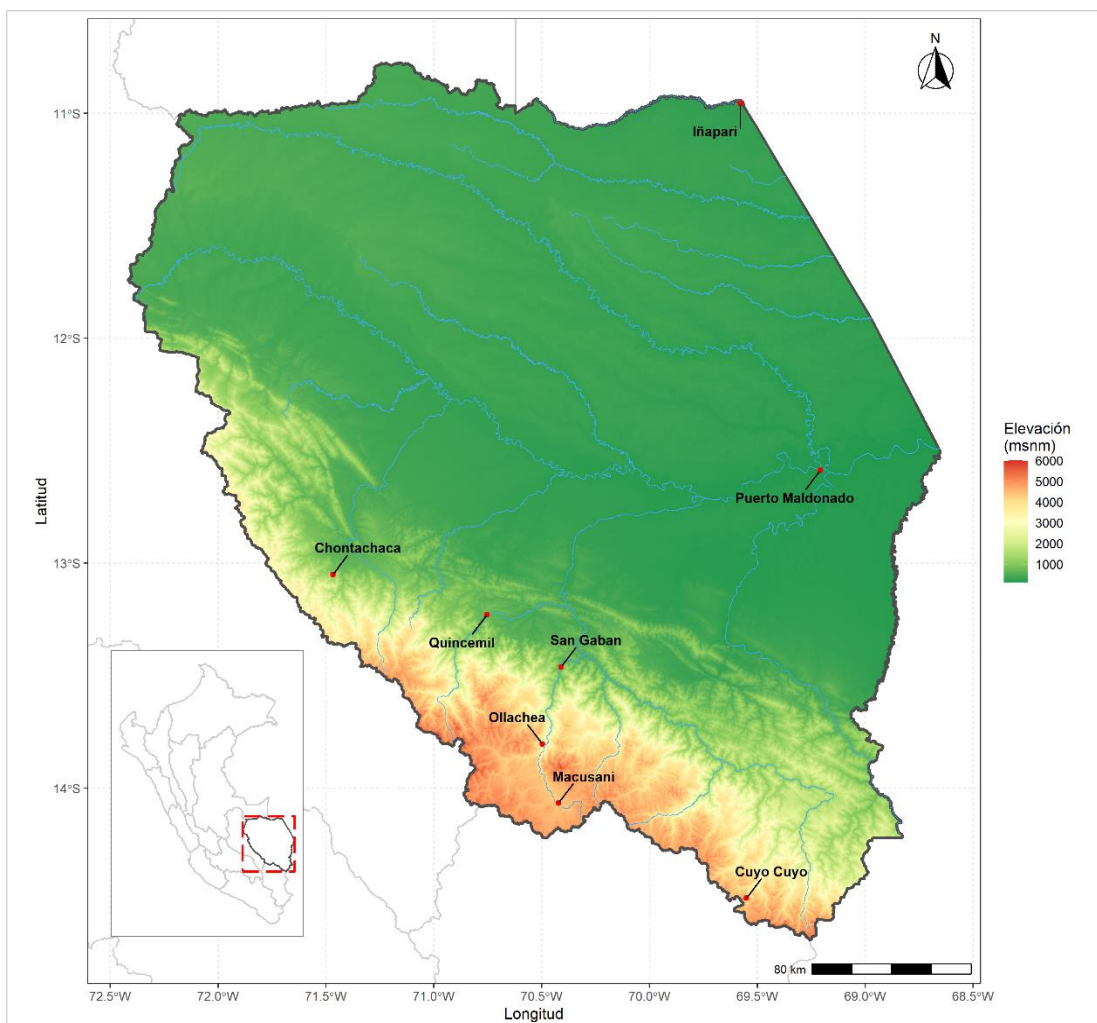 N
11°S
Iñapari
12°S
Elevación
(msnm)
6000
5000
4000
3000
2000
1000
Puerto Maldonado
Latitud
Chontachaca
13°S
Quincemil
San Gaban
Ollachea
Macusani
14°S
Cuyo Cuyo
80 km
72.5°W 72.0°W 71.5°W 71.0°W 70.5°W 70.0°W 69.5°W 69.0°W 68.5°W
Longitud